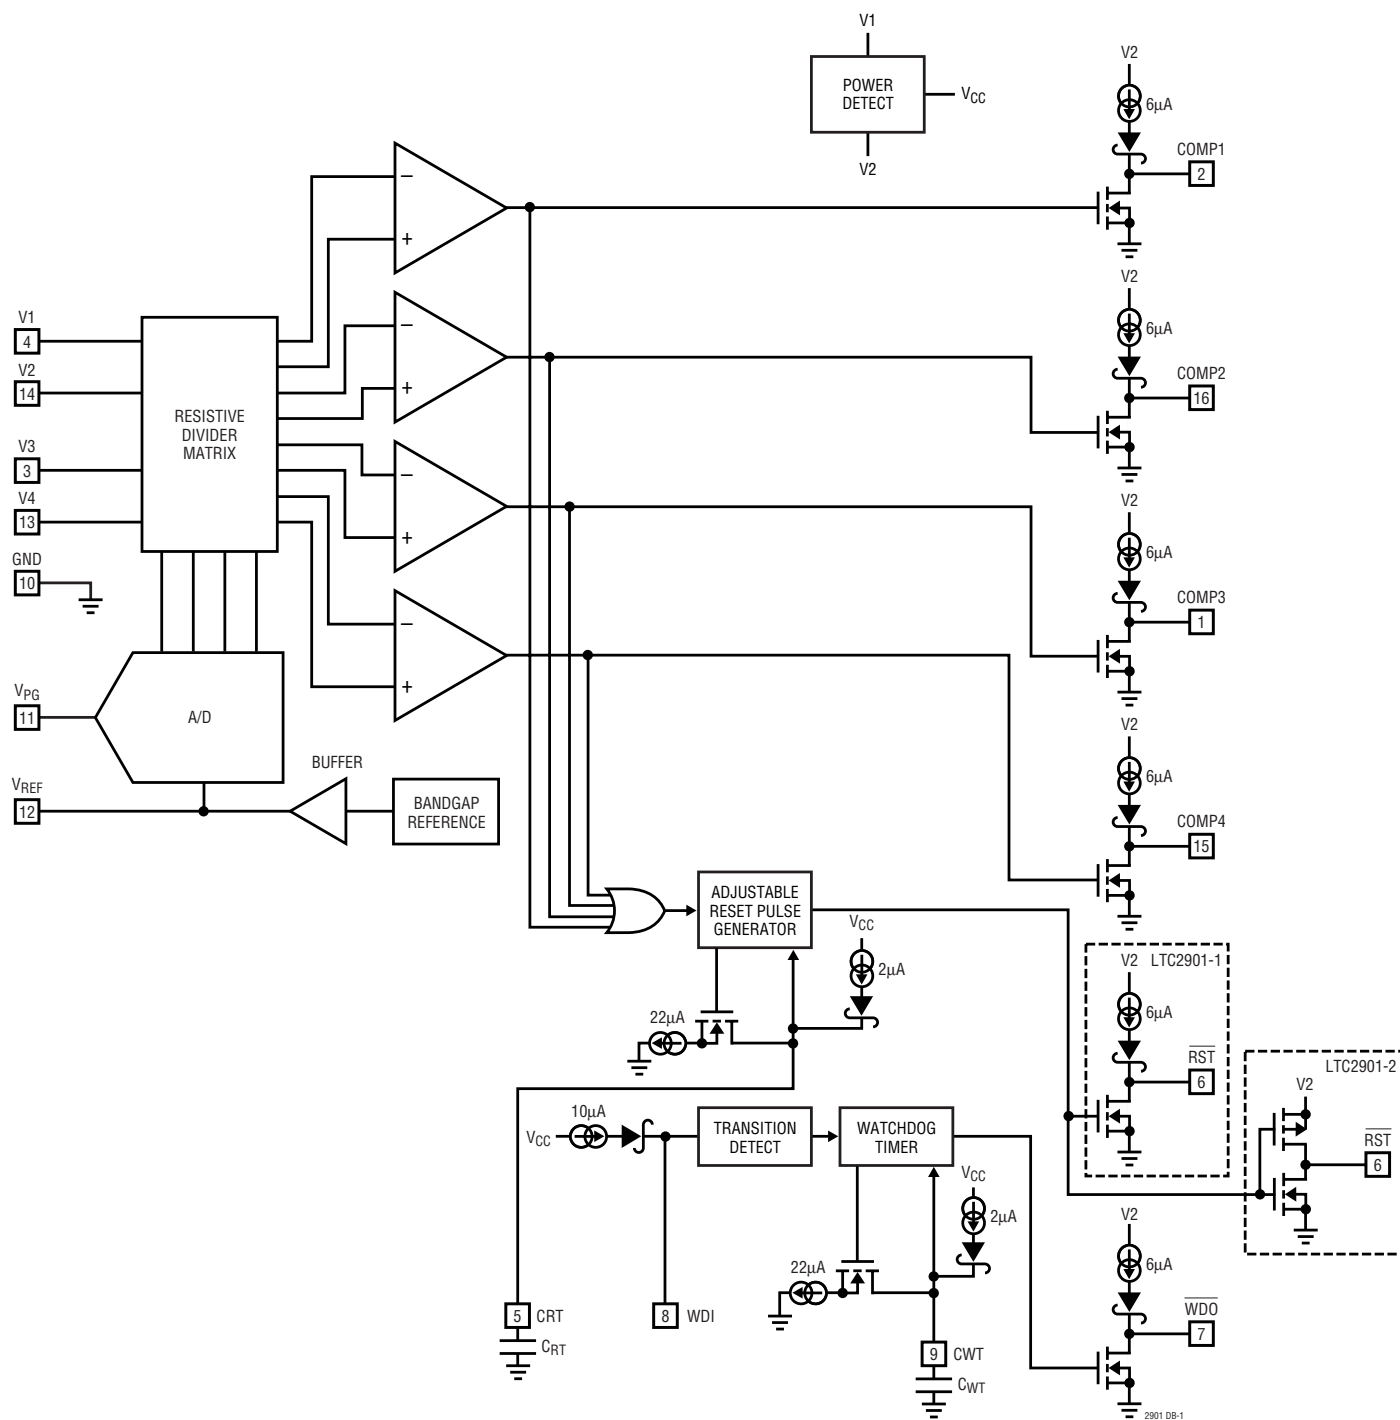 V1
POWER
DETECT
VCC
V2
V2
6µA
COMP1
2
V2
6µA
COMP2
16
V1
4
V2
14
V3
3
V4
13
GND
10
RESISTIVE
DIVIDER
MATRIX
−
+
−
+
−
+
−
+
V2
6µA
COMP3
1
VPG
11
A/D
VREF
12
BUFFER
BANDGAP
REFERENCE
V2
6µA
COMP4
15
ADJUSTABLE
RESET PULSE
GENERATOR
VCC
2µA
22µA
V2
LTC2901-1
6µA
RST
6
LTC2901-2
V2
RST
6
10µA
VCC
TRANSITION
DETECT
WATCHDOG
TIMER
VCC
2µA
22µA
V2
6µA
WDO
7
5
CRT
CRT
8
WDI
9
CWT
CWT
2901 DB-1